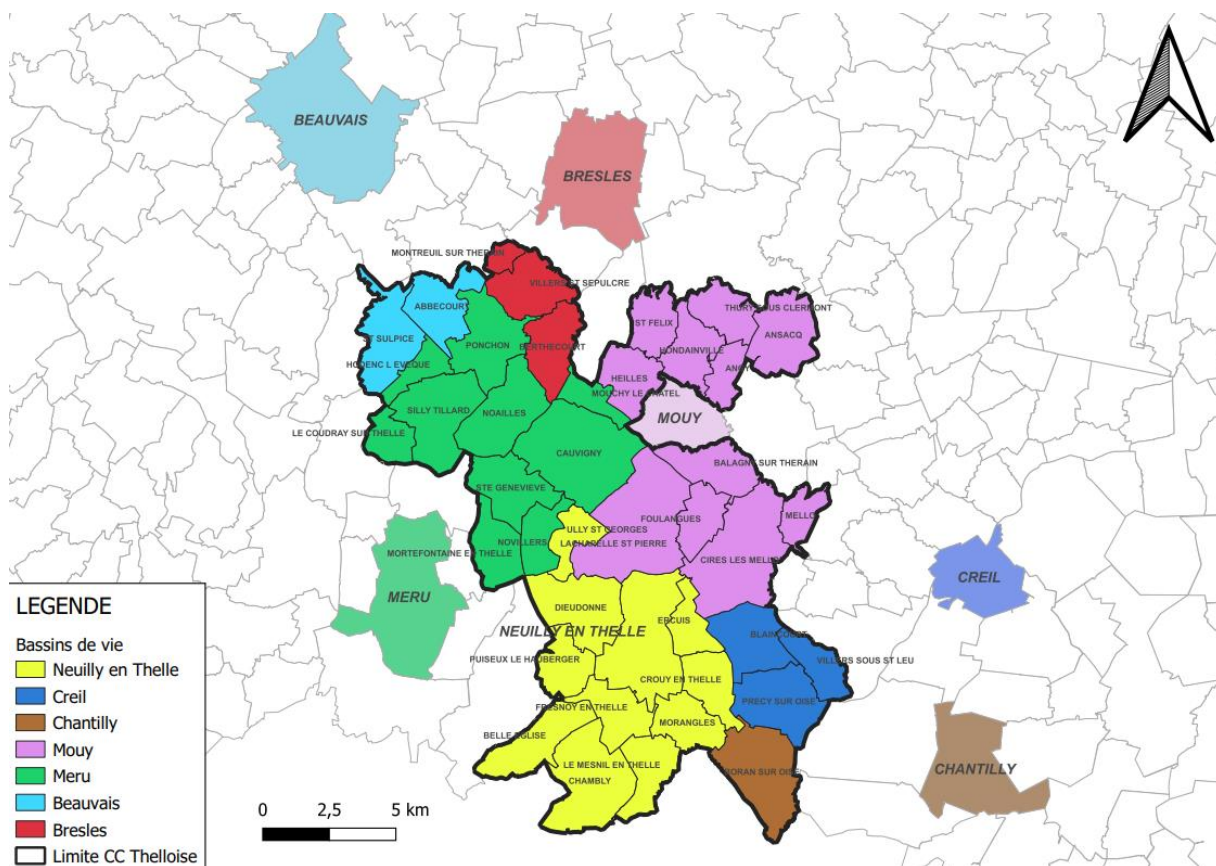 BEAUVAIS
BRESLES
MONTREUIL SUR THERAIN
VILLERS ST SEPULCRE
ABBECOURT
THURY SOUS CLERMONT
ST FELIX
ANSACQ
ST SULPICE
PONCHON
BERTHECOURT
HONDAINVILLE
HODENC L EVEQUE
ANGY
HEILLES
MOUCHY LE CHATEL
SILLY TILLARD
NOAILLES
MOUY
LE COUDRAY SUR THELLE
CAUVIGNY
BALAGNY SUR THERAIN
STE GENEVIEVE
MELLO
FOULANGUES
ULLY ST GEORGES
NOVILLERS
LACHAPELLE ST PIERRE
MORTEFONTAINE EN THELLE
CIRES LES MELLO
CREIL
MERU
DIEUDONNE
ERCUIS
NEUILLY EN THELLE
BLAINCOURT
PUISEUX LE HAUBERGER
VILLERS SOUS ST LEU
CROUY EN THELLE
PRECY SUR OISE
FRESNOY EN THELLE
MORANGLES
BELLE EGLISE
LE MESNIL EN THELLE
BORAN SUR OISE
CHANTILLY
CHAMBLY
0 2,5 5 km
LEGENDE
Bassins de vie
Neuilly en Thelle
Creil
Chantilly
Mouy
Meru
Beauvais
Bresles
Limite CC Thelloise